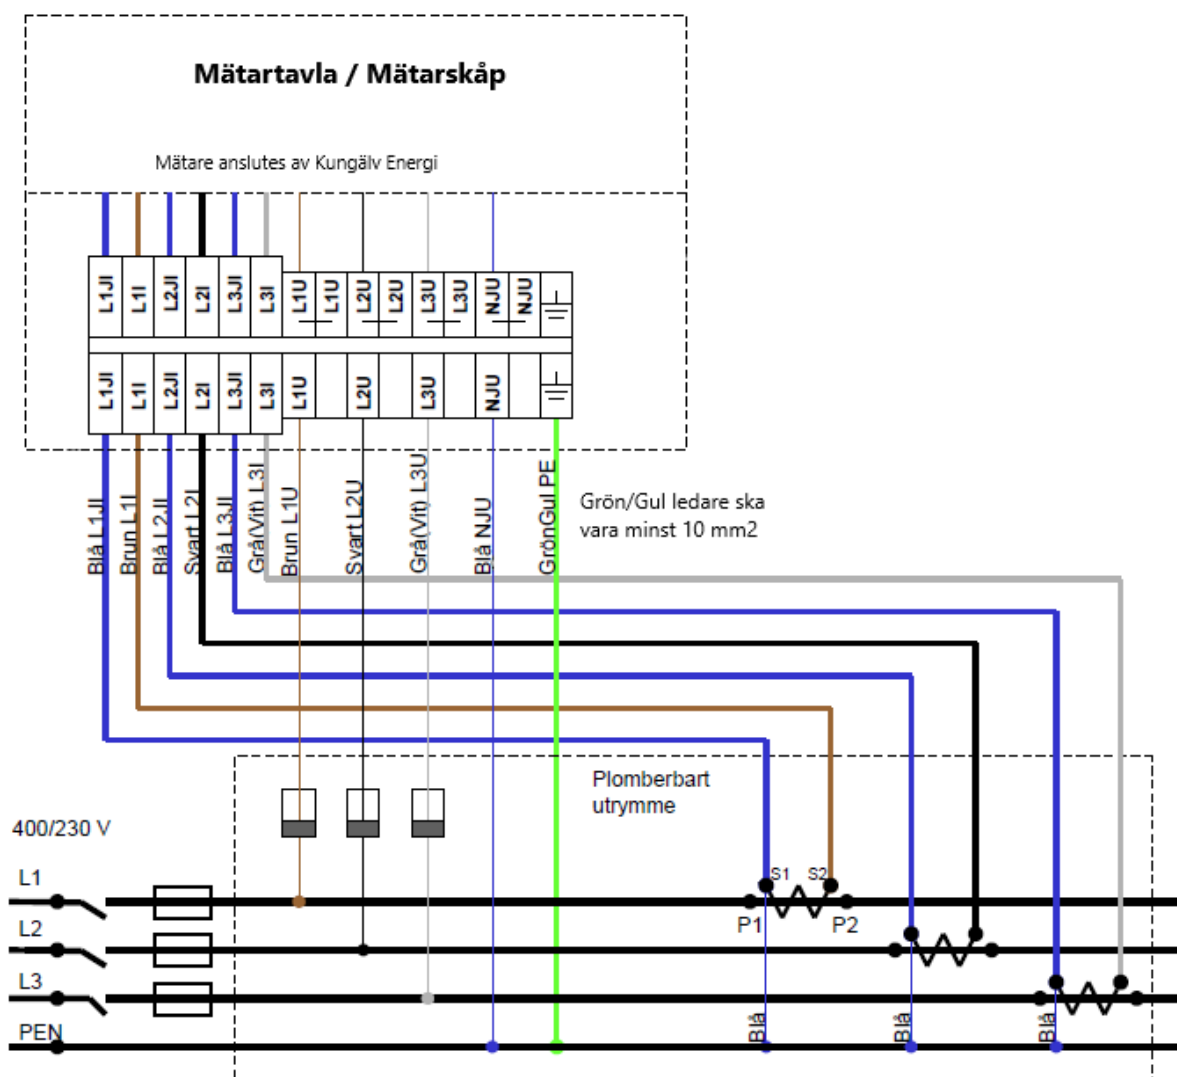 Mätartavla / Mätarskåp
Mätare anslutes av Kungälv Energi
L1JI L1I L2JI L2I L3JI L3I L1U L1U L2U L2U L3U L3U NJU NJU
L1JI L1I L2JI L2I L3JI L3I L1U L2U L3U NJU
Blå L1JI
Brun L1I
Blå L2JI
Svart L2I
Blå L3JI
Grå(Vit) L3I
Brun L1U
Svart L2U
Grå(Vit) L3U
Blå NJU
GrönGul PE
Grön/Gul ledare ska
vara minst 10 mm2
Plomberbart
utrymme
400/230 V
L1
S1 S2
P1 P2
L2
L3
PEN
Blå Blå Blå